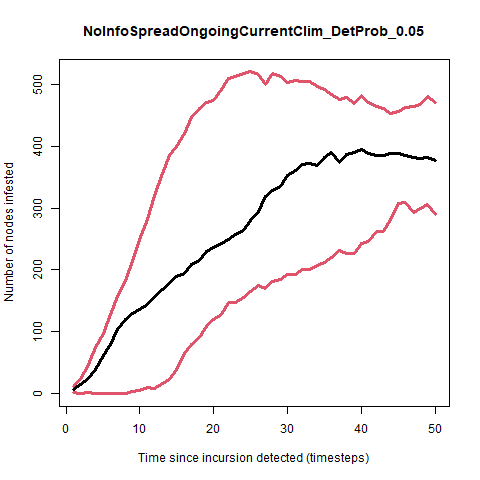 NoInfoSpreadOngoingCurrentClim_DetProb_0.05
Number of nodes infested
500
400
300
200
100
0
0 10 20 30 40 50
Time since incursion detected (timesteps)